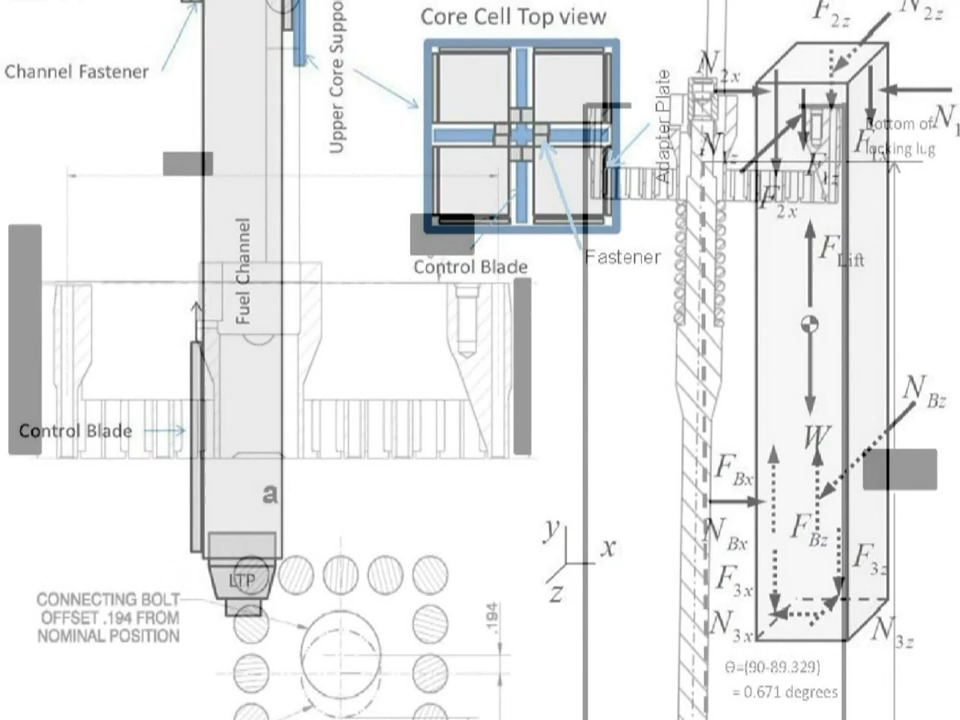 Core Cell Top view
Channel Fastener
Upper Core Suppo
Adapter Plate
Fuel Channel
Control Blade
Fastener
Control Blade
a
LTP
CONNECTING BOLT
OFFSET .194 FROM
NOMINAL POSITION
.194
F2z
N2z
N2x
N1
N1z
F1x
F1z
F2x
bottom of
locking lug
FLift
W
NBz
FBx
NBx
FBz
F3x
F3z
N3x
N3z
y
x
z
Θ=(90-89.329)
= 0.671 degrees